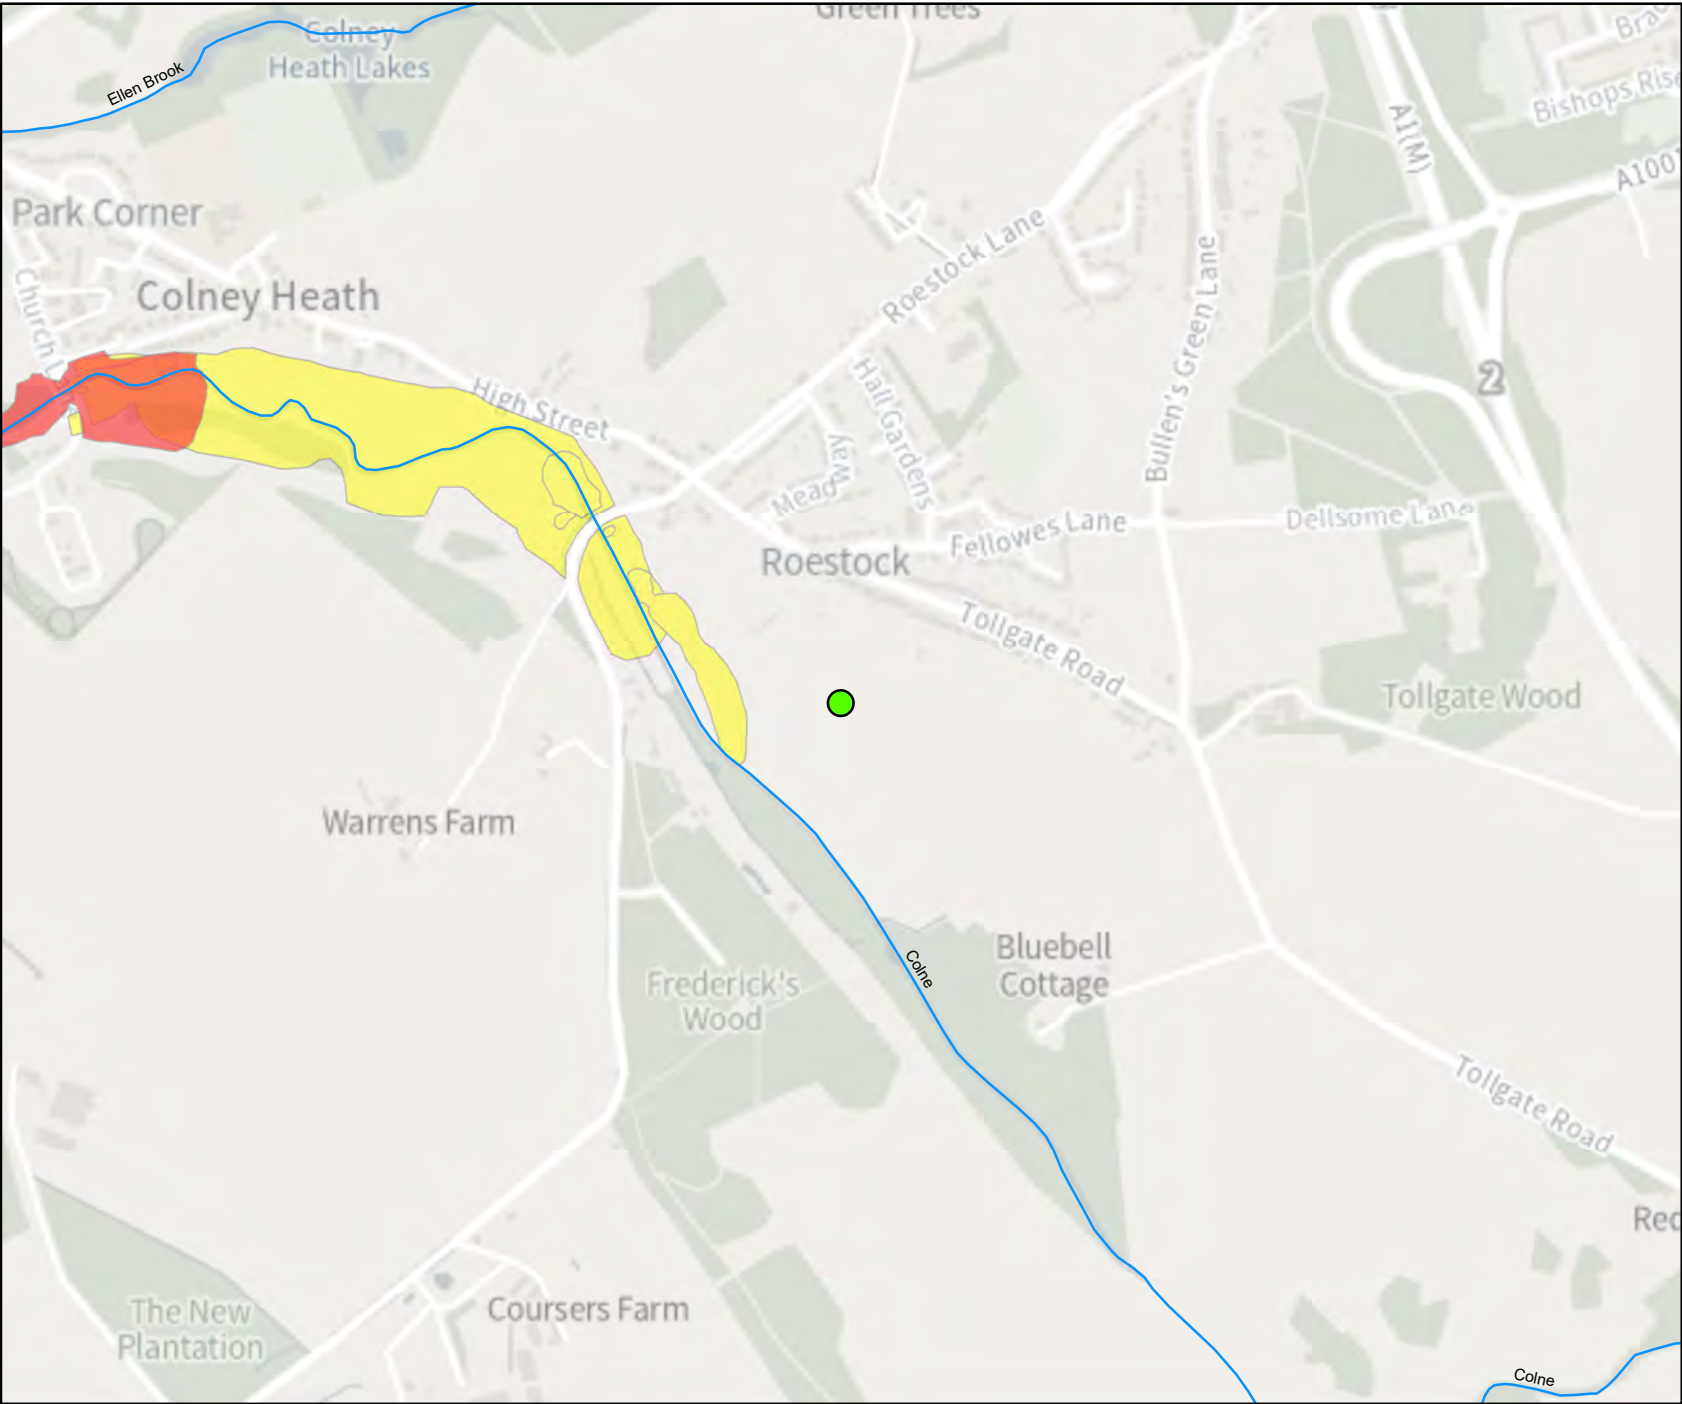 Green Trees
Colney
Heath Lakes
Ellen Brook
Bishops Rise
A1(M)
A1001
Park Corner
Roestock Lane
Church L
Colney Heath
Bullen's Green Lane
2
High Street
Hall Gardens
Mead
Way
Fellowes Lane
Dellsome Lane
Roestock
Tollgate Road
Tollgate Wood
Warrens Farm
Bluebell
Cottage
Colne
Frederick's
Wood
Tollgate Road
Red
Coursers Farm
The New
Plantation
Colne